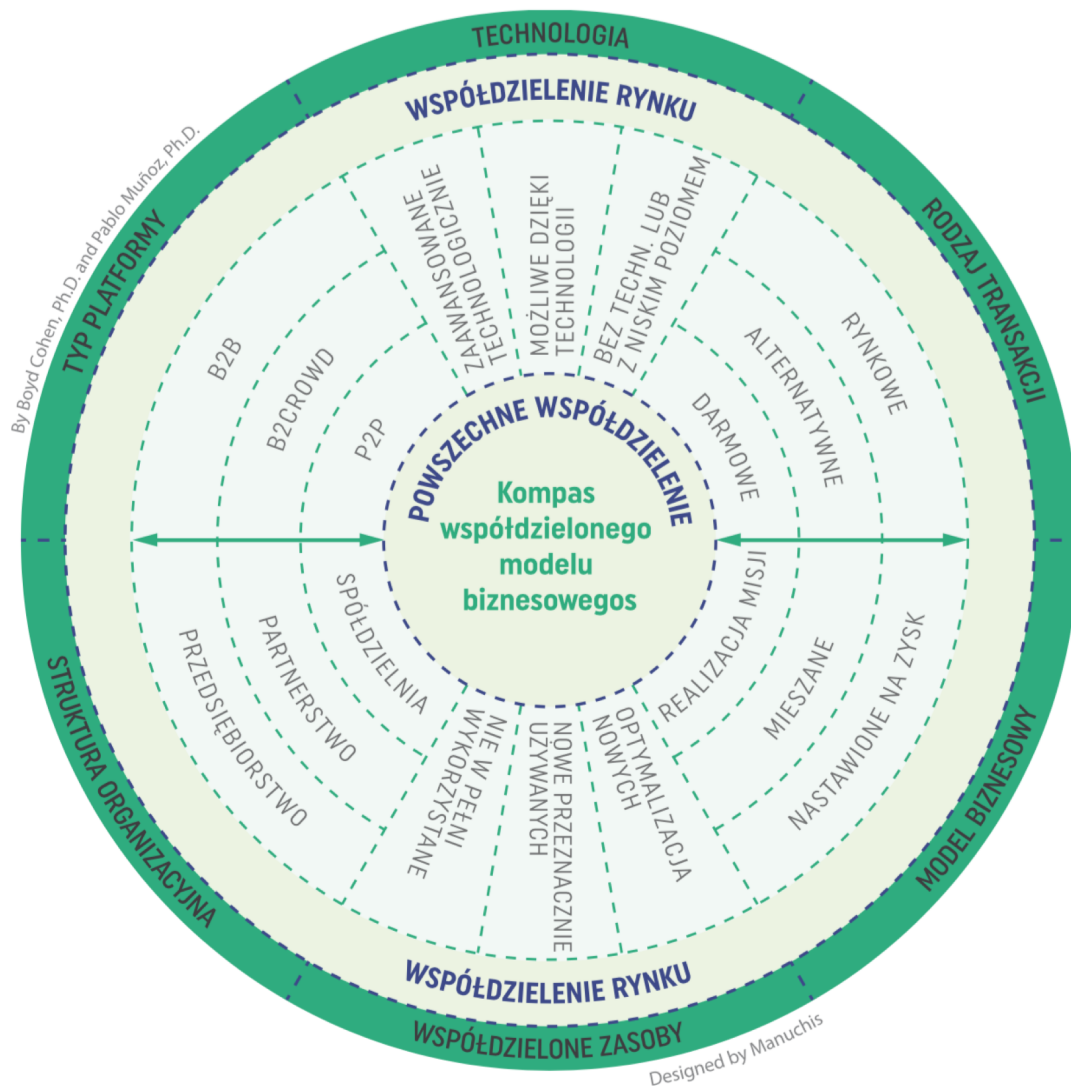 TECHNOLOGIA
WSPÓŁDZIELENIE RYNKU
By Boyd Cohen, Ph.D. and Pablo Muñoz, Ph.D.
TYP PLATFORMY
RODZAJ TRANSAKCJI
ZAAWANSOWANE
TECHNOLOGICZNIE
MOŻLIWE DZIĘKI
TECHNOLOGII
BEZ TECHN. LUB
Z NISKIM POZIOMEM
B2B
B2CROWD
P2P
DARMOWE
ALTERNATYWNE
RYNKOWE
POWSZECHNE WSPÓŁDZIELENIE
Kompas
współdzielonego
modelu
biznesowegos
PRZEDSIĘBIORSTWO
PARTNERSTWO
SPÓŁDZIELNIA
NIE W PEŁNI
WYKORZYSTANE
NOWE PRZEZNACZNIE
UŻYWANYCH
OPTYMALIZACJA
NOWYCH
REALIZACJA MISJI
MIESZANE
NASTAWIONE NA ZYSK
STRUKTURA ORGANIZACYJNA
MODEL BIZNESOWY
WSPÓŁDZIELENIE RYNKU
WSPÓŁDZIELONE ZASOBY
Designed by Manuchis